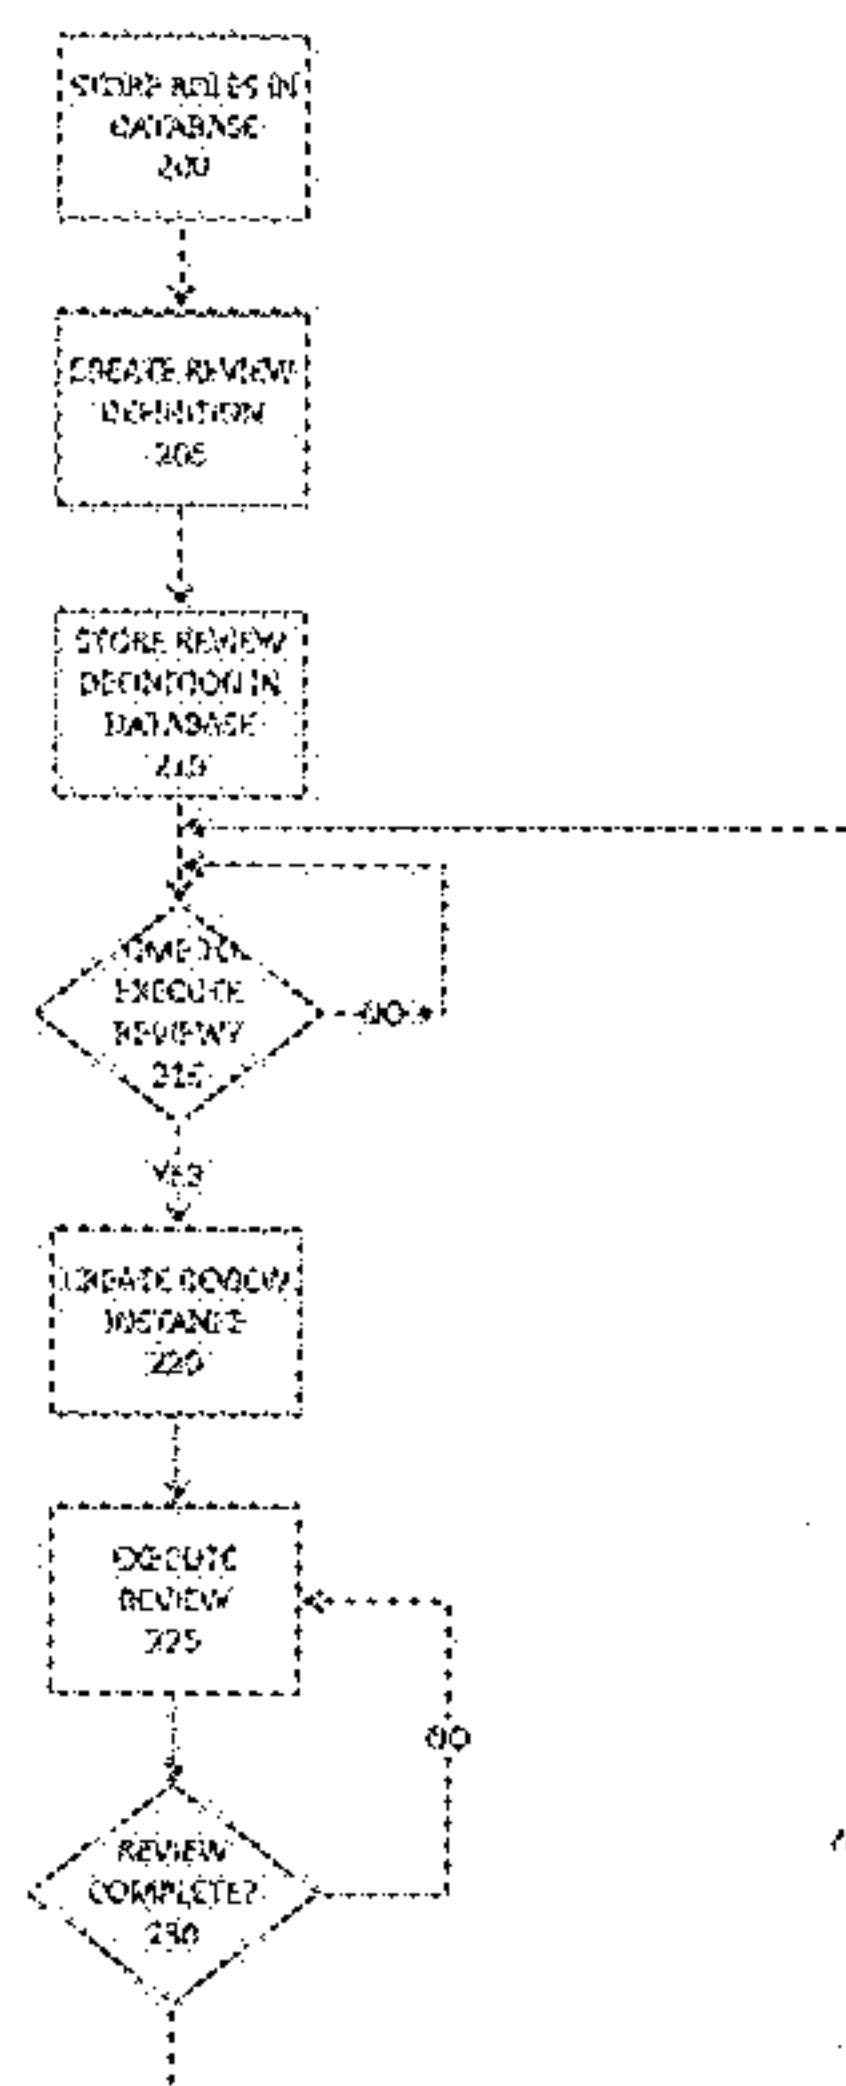 STORE RULES IN
DATABASE
200
CREATE REVIEW
DEFINITION
205
STORE REVIEW
DEFINITION IN
DATABASE
210
TIME TO
EXECUTE
REVIEW?
215
NO
YES
CREATE REVIEW
INSTANCE
220
EXECUTE
REVIEW
225
NO
REVIEW
COMPLETE?
230